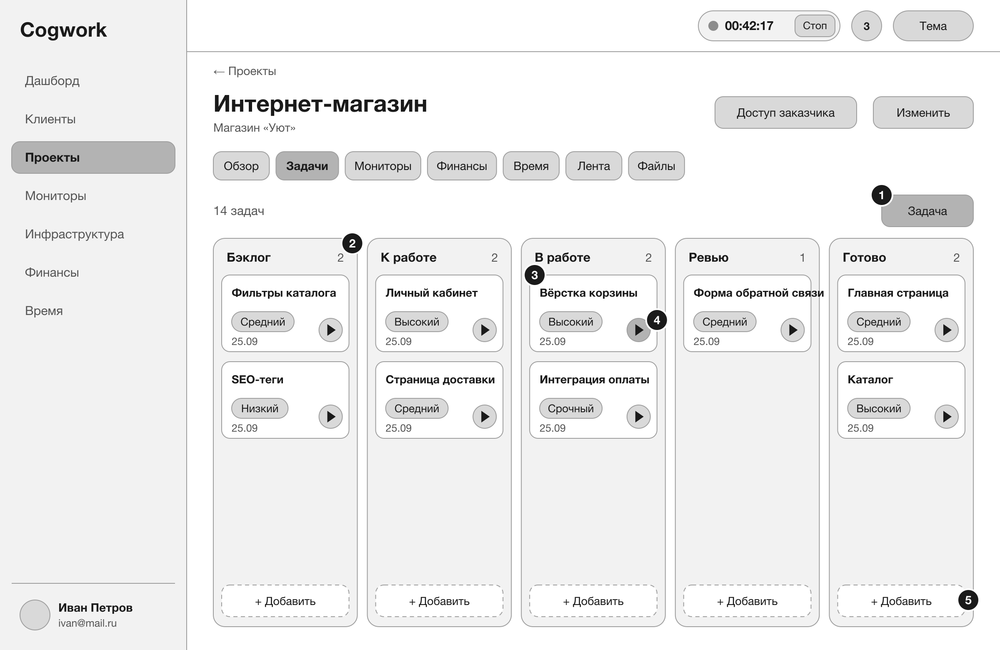 Cogwork
Дашборд
Клиенты
Проекты
Мониторы
Инфраструктура
Финансы
Время
Иван Петров
ivan@mail.ru
00:42:17 Стоп 3 Тема
← Проекты
Интернет-магазин
Магазин «Уют»
Доступ заказчика Изменить
Обзор Задачи Мониторы Финансы Время Лента Файлы
14 задач
1
Задача
2
Бэклог 2
Фильтры каталога
Средний
25.09
SEO-теги
Низкий
25.09
+ Добавить
К работе 2
Личный кабинет
Высокий
25.09
Страница доставки
Средний
25.09
+ Добавить
В работе 2
3
Вёрстка корзины
Высокий
4
25.09
Интеграция оплаты
Срочный
25.09
+ Добавить
Ревью 1
Форма обратной связи
Средний
25.09
+ Добавить
Готово 2
Главная страница
Средний
25.09
Каталог
Высокий
25.09
+ Добавить
5